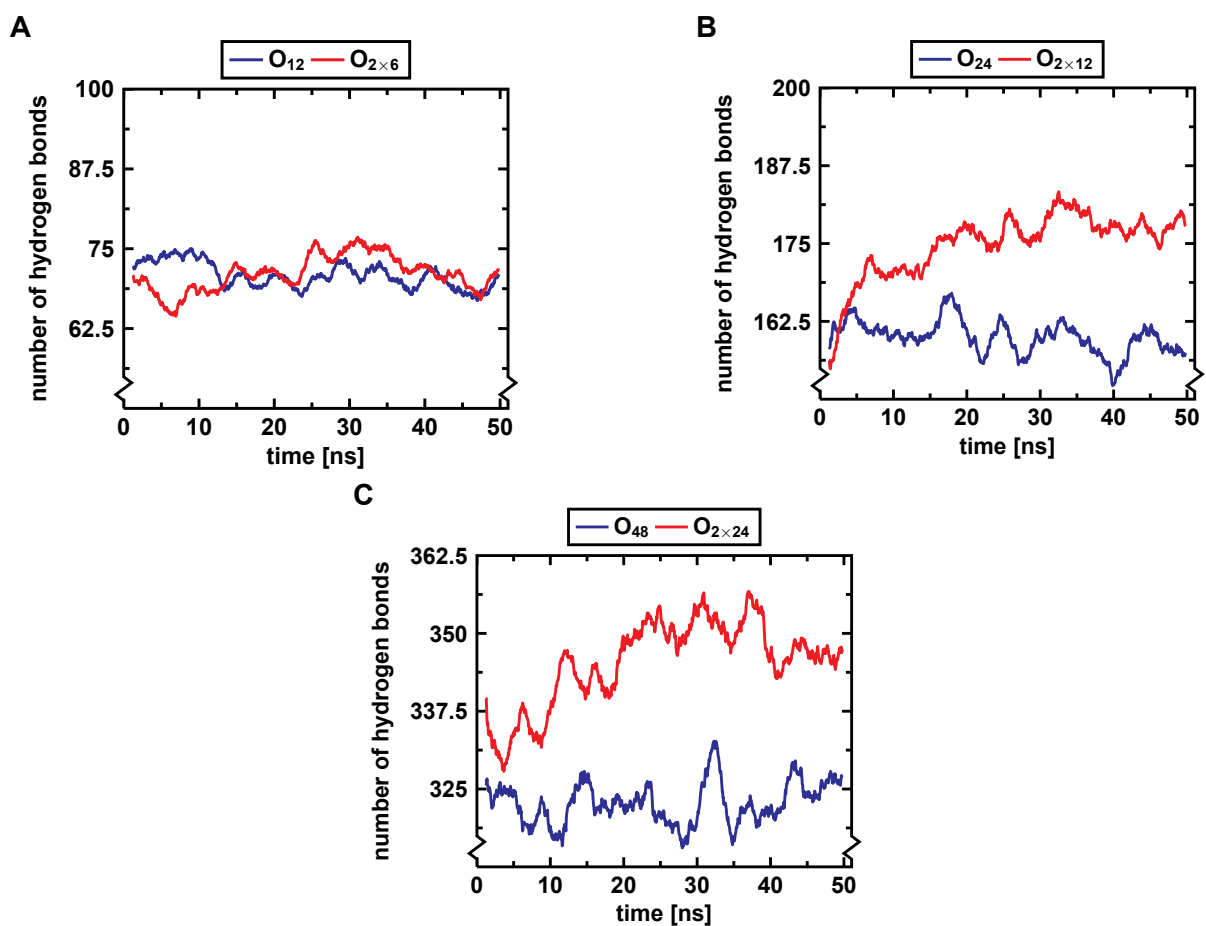 A
O12 O2×6
number of hydrogen bonds
100
87.5
75
62.5
0 10 20 30 40 50
time [ns]
B
O24 O2×12
number of hydrogen bonds
200
187.5
175
162.5
150
0 10 20 30 40 50
time [ns]
C
O48 O2×24
number of hydrogen bonds
362.5
350
337.5
325
0 10 20 30 40 50
time [ns]